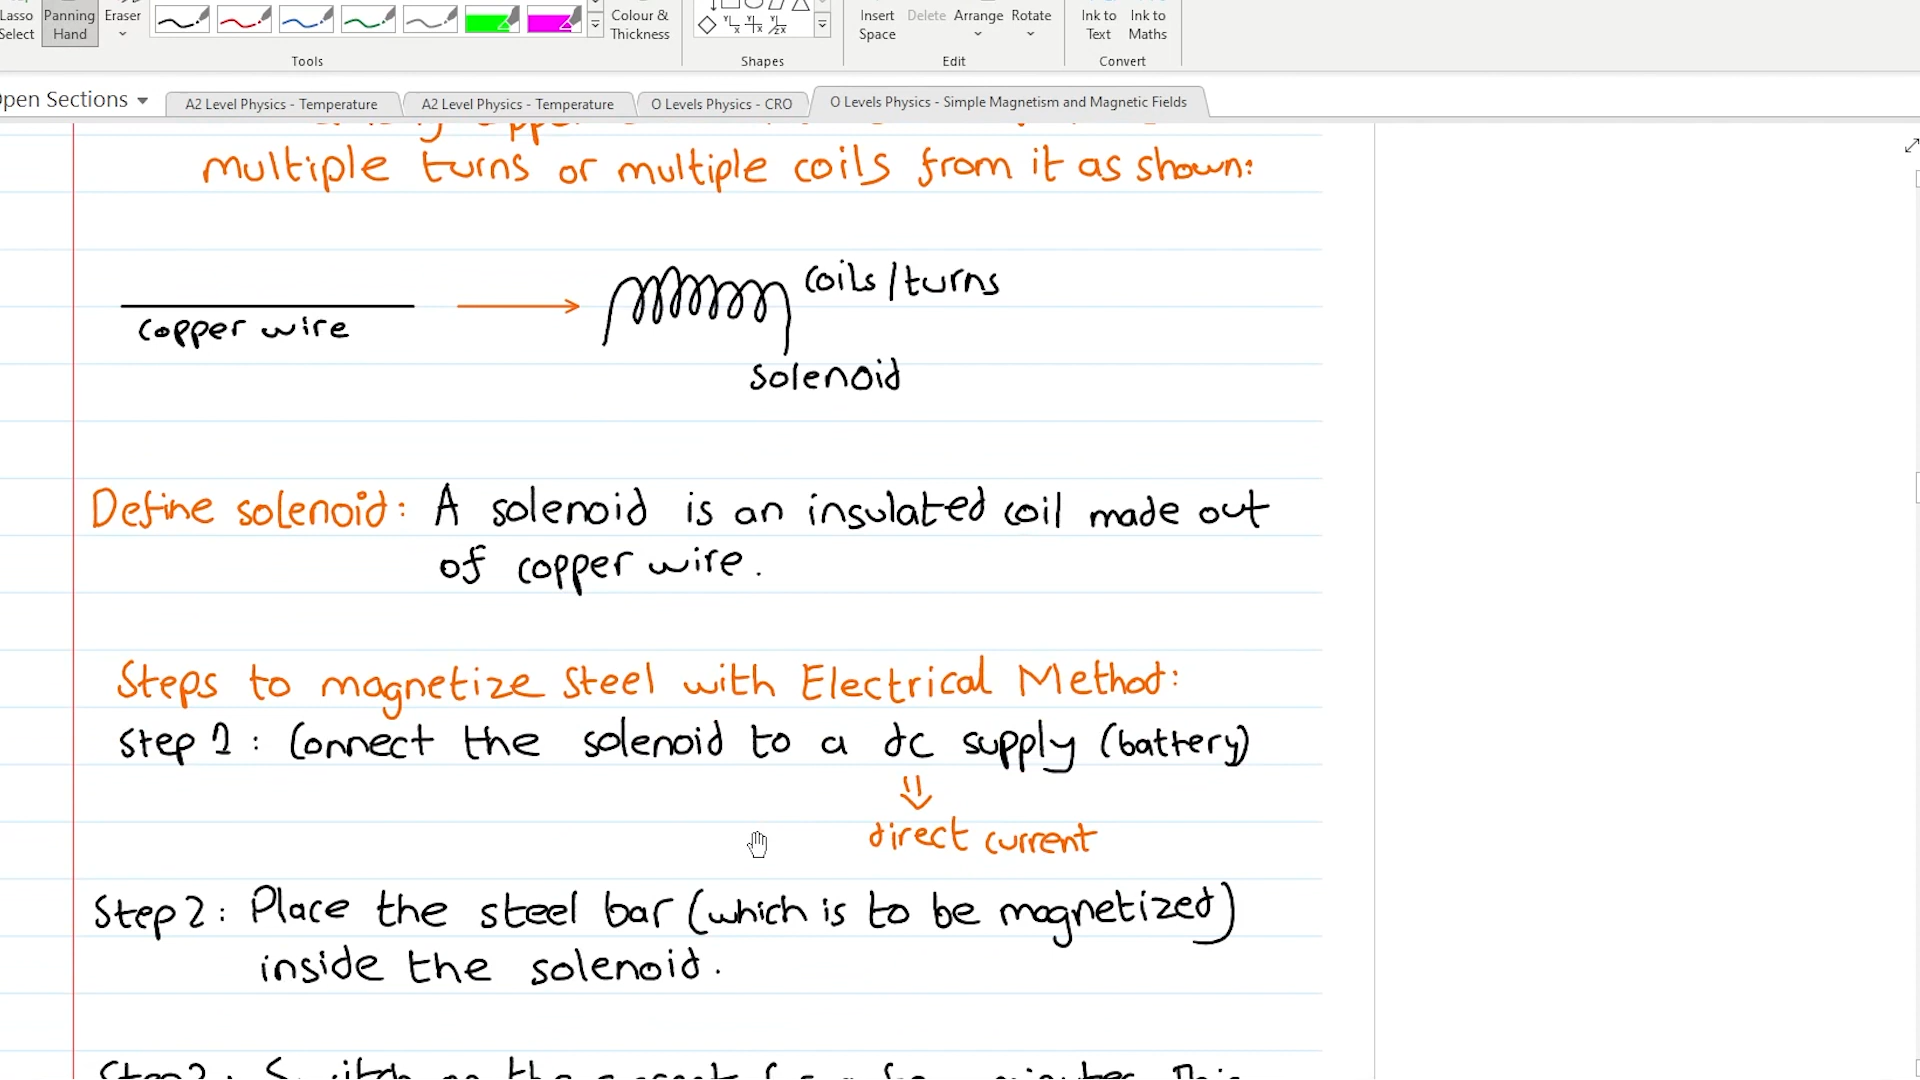 Lasso
Select
Panning
Hand
Eraser
Colour &
Thickness
Insert
Space
Delete
Arrange
Rotate
Ink to
Text
Ink to
Maths
Tools
Shapes
Edit
Convert
pen Sections
A2 Level Physics - Temperature
A2 Level Physics - Temperature
O Levels Physics - CRO
O Levels Physics - Simple Magnetism and Magnetic Fields
multiple turns or multiple coils from it as shown:
copper wire
coils/turns
solenoid
Define solenoid: A solenoid is an insulated coil made out
of copper wire.
Steps to magnetize steel with Electrical Method:
Step 1: Connect the solenoid to a dc supply (battery)
direct current
Step 2: Place the steel bar (which is to be magnetized)
inside the solenoid.